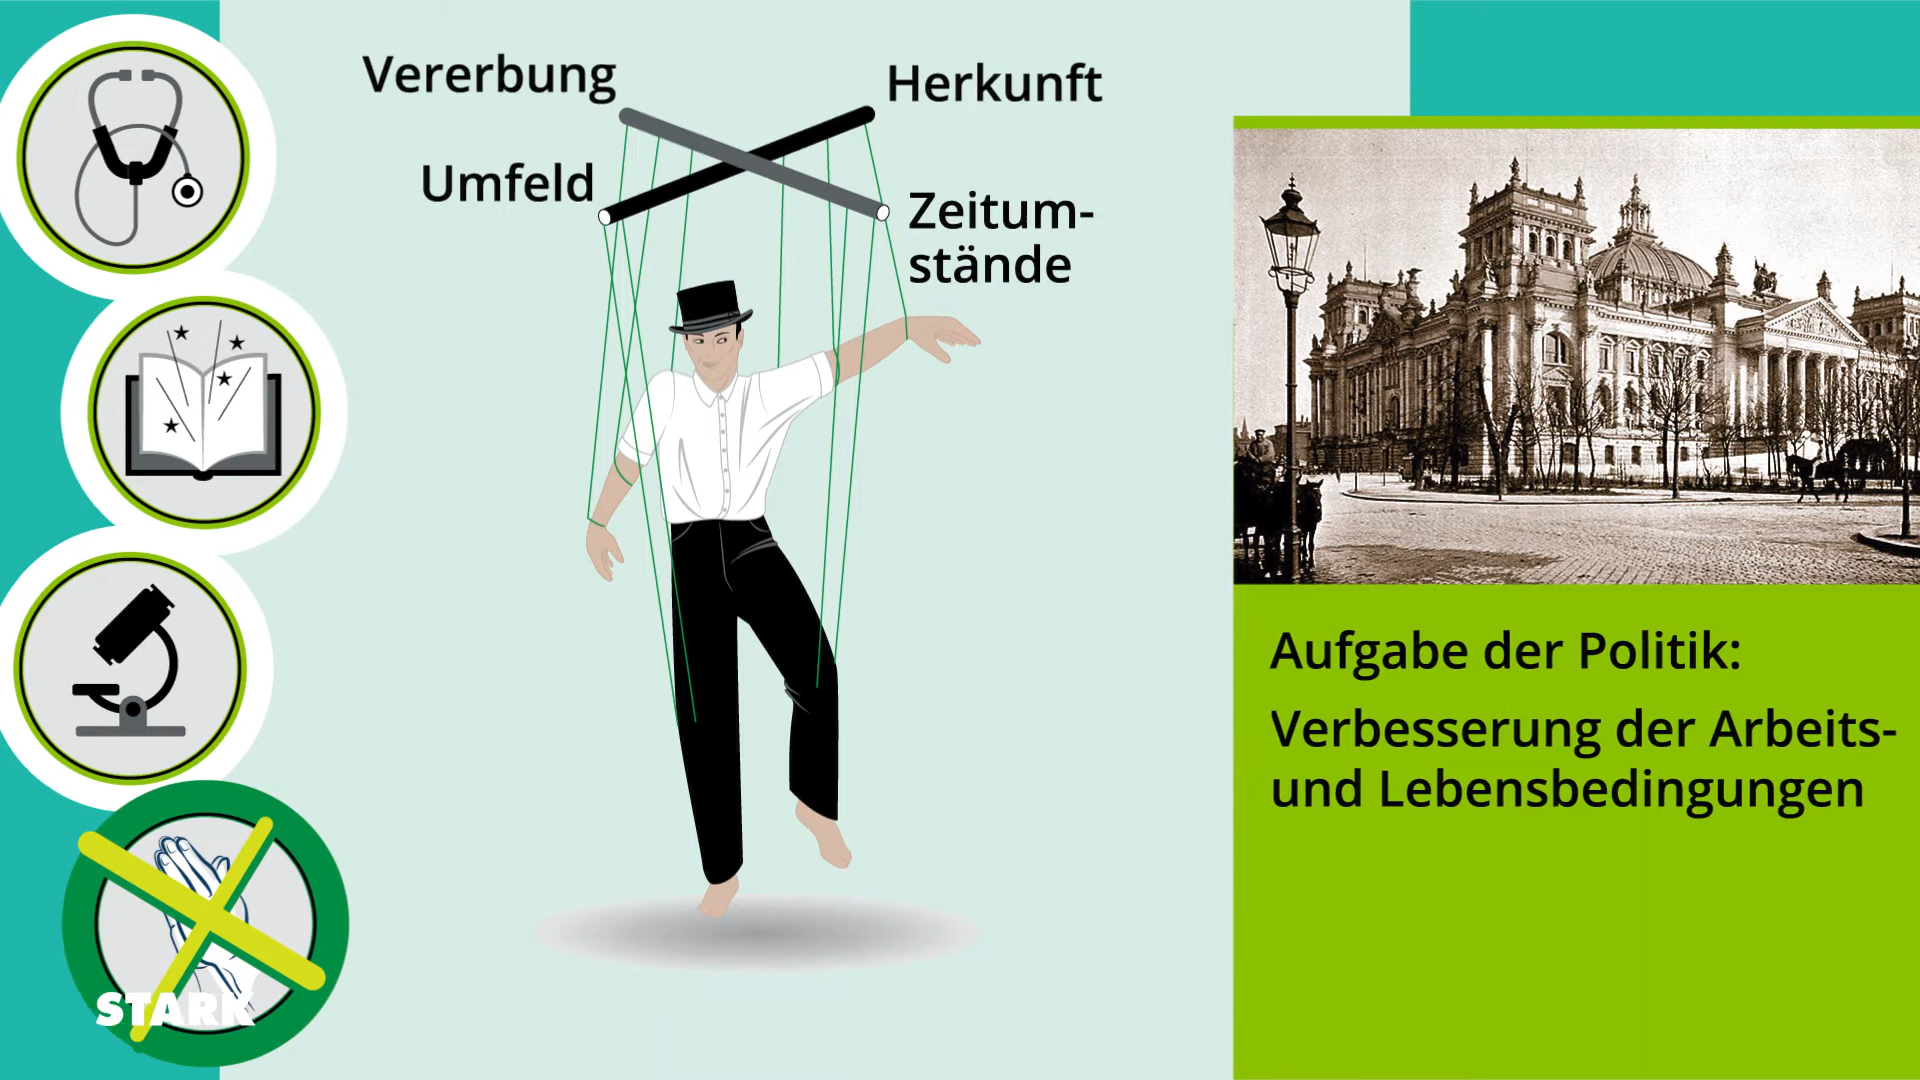 Vererbung
Herkunft
Umfeld
Zeitum-
stände
Aufgabe der Politik:
Verbesserung der Arbeits-
und Lebensbedingungen
STARK